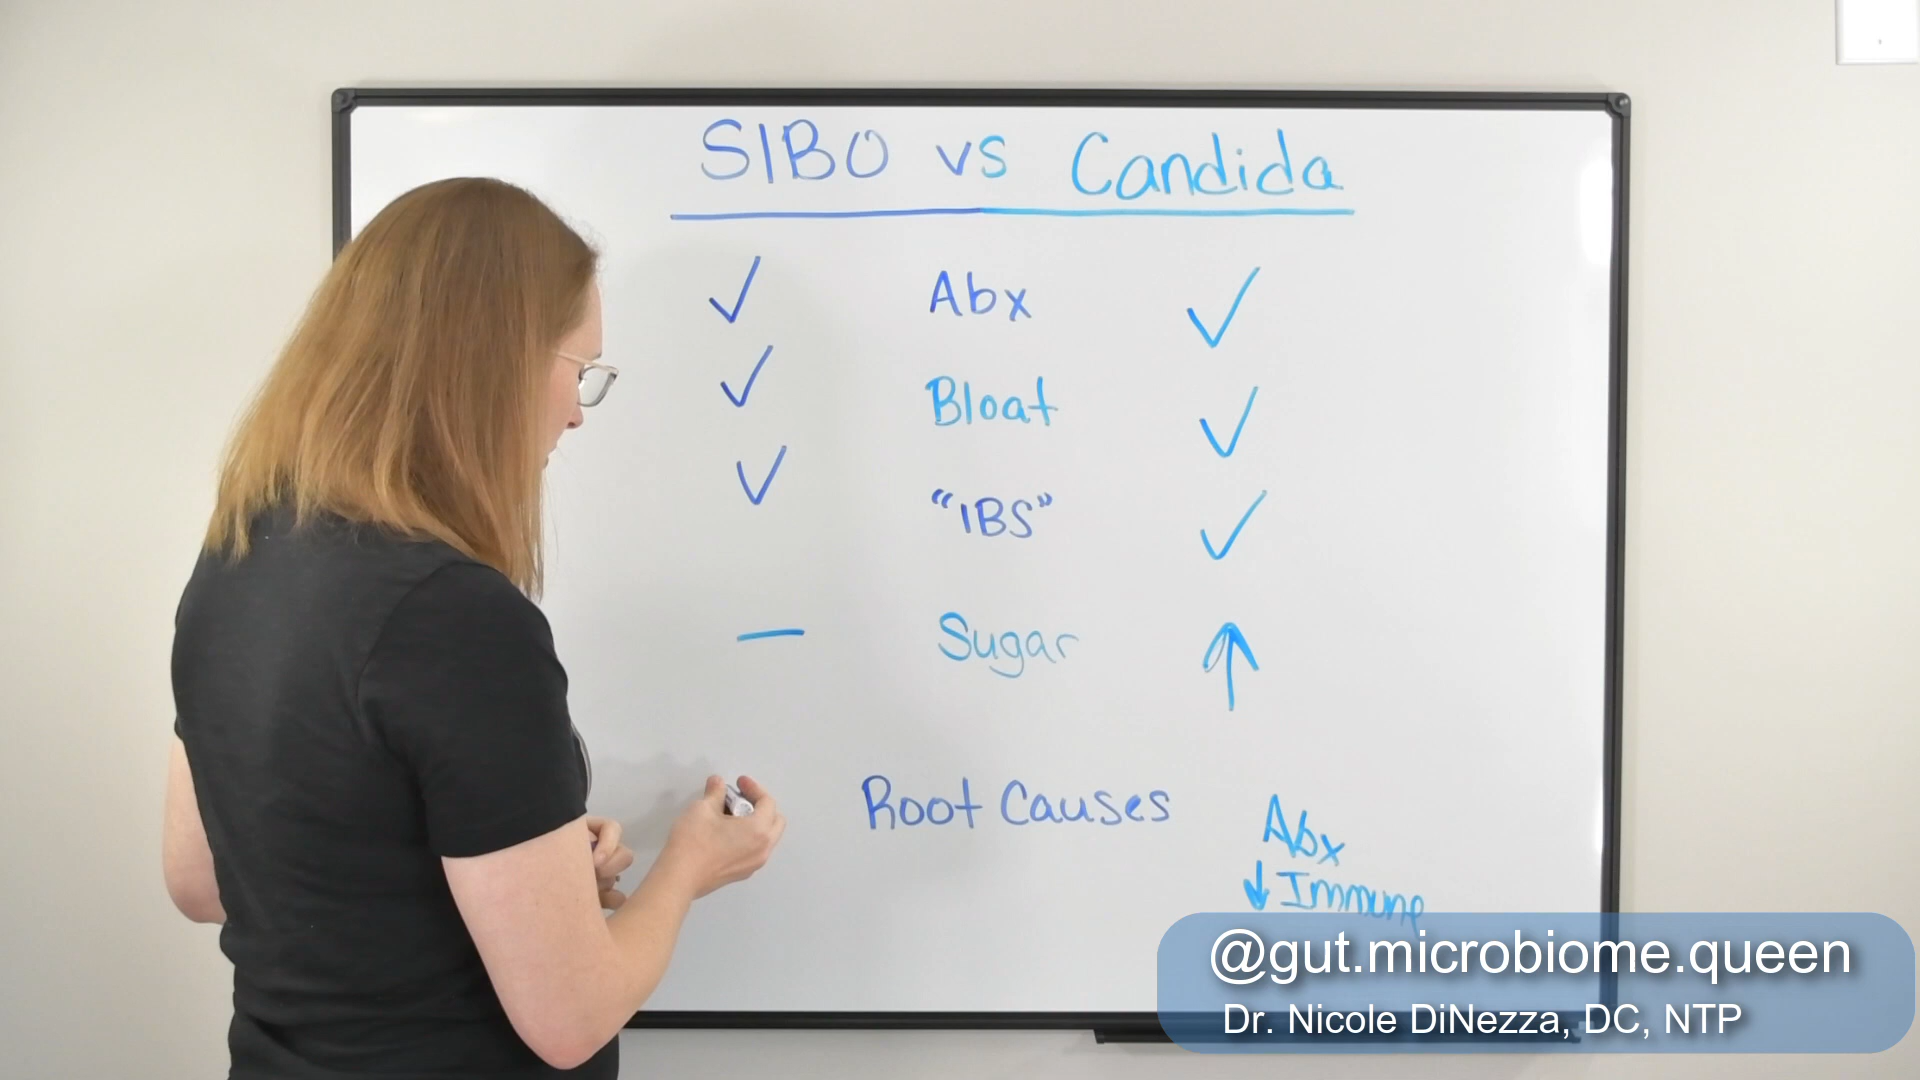 SIBO vs Candida
✓ Abx ✓
✓ Bloat ✓
✓ “IBS” ✓
— Sugar ↑
Root Causes
Abx
↓ Immune
@gut.microbiome.queen
Dr. Nicole DiNezza, DC, NTP